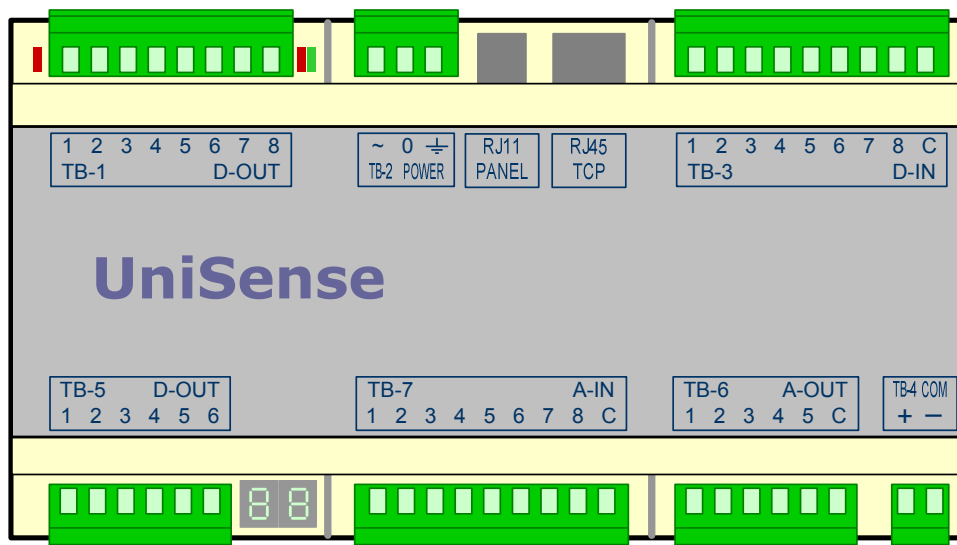 1 2 3 4 5 6 7 8
TB-1 D-OUT
~ 0 ⏚
TB-2 POWER
RJ11
PANEL
RJ45
TCP
1 2 3 4 5 6 7 8 C
TB-3 D-IN
UniSense
TB-5 D-OUT
1 2 3 4 5 6
TB-7 A-IN
1 2 3 4 5 6 7 8 C
TB-6 A-OUT
1 2 3 4 5 C
TB-4 COM
+ −
88